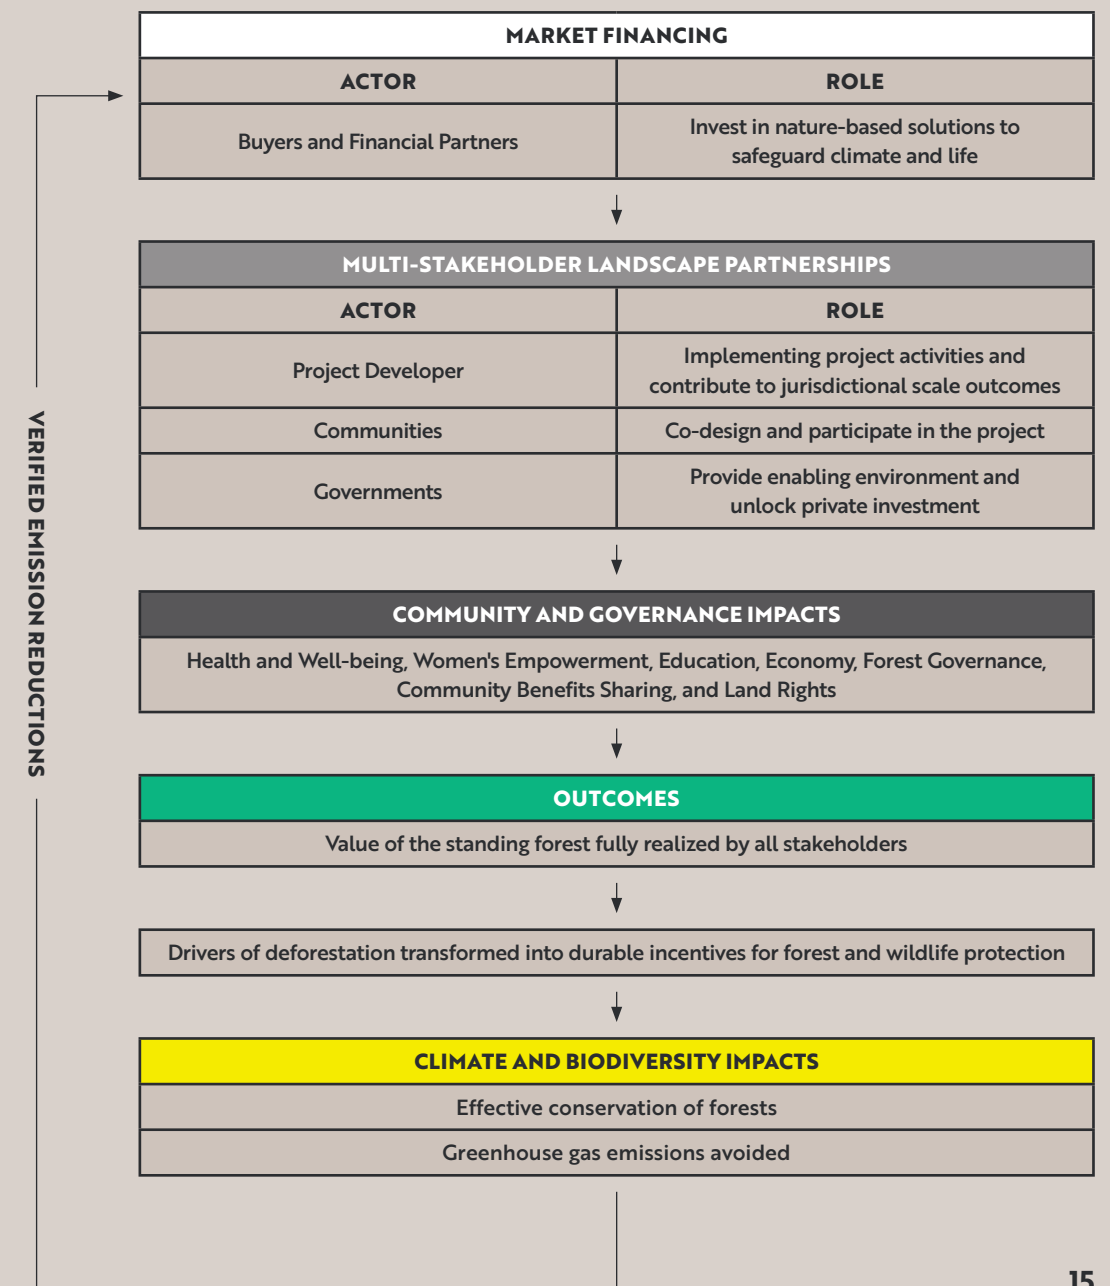 MARKET FINANCING
ACTOR
ROLE
Buyers and Financial Partners
Invest in nature-based solutions to
safeguard climate and life
MULTI-STAKEHOLDER LANDSCAPE PARTNERSHIPS
ACTOR
ROLE
Project Developer
Implementing project activities and
contribute to jurisdictional scale outcomes
Communities
Co-design and participate in the project
Governments
Provide enabling environment and
unlock private investment
VERIFIED EMISSION REDUCTIONS
COMMUNITY AND GOVERNANCE IMPACTS
Health and Well-being, Women's Empowerment, Education, Economy, Forest Governance,
Community Benefits Sharing, and Land Rights
OUTCOMES
Value of the standing forest fully realized by all stakeholders
Drivers of deforestation transformed into durable incentives for forest and wildlife protection
CLIMATE AND BIODIVERSITY IMPACTS
Effective conservation of forests
Greenhouse gas emissions avoided
15